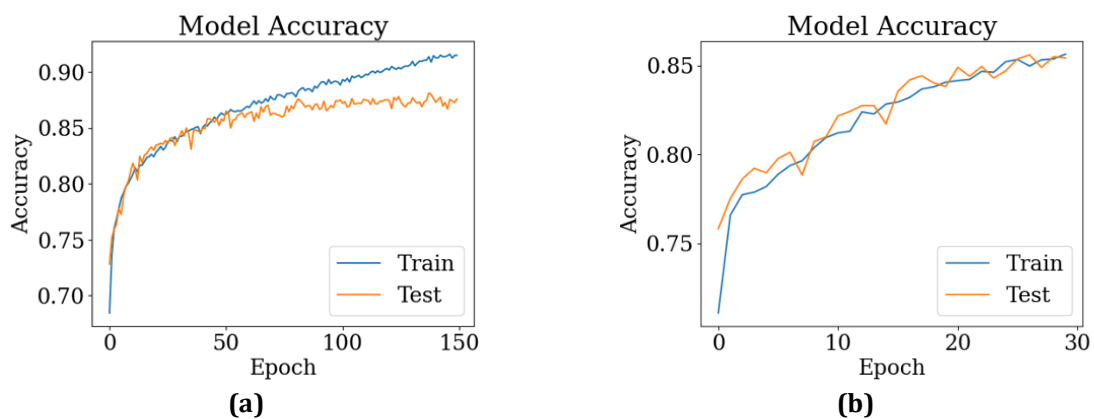 Model Accuracy
0.90
0.85
0.80
0.75
0.70
Accuracy
Train
Test
0
50
100
150
Epoch
(a)
Model Accuracy
0.85
0.80
0.75
Accuracy
Train
Test
0
10
20
30
Epoch
(b)